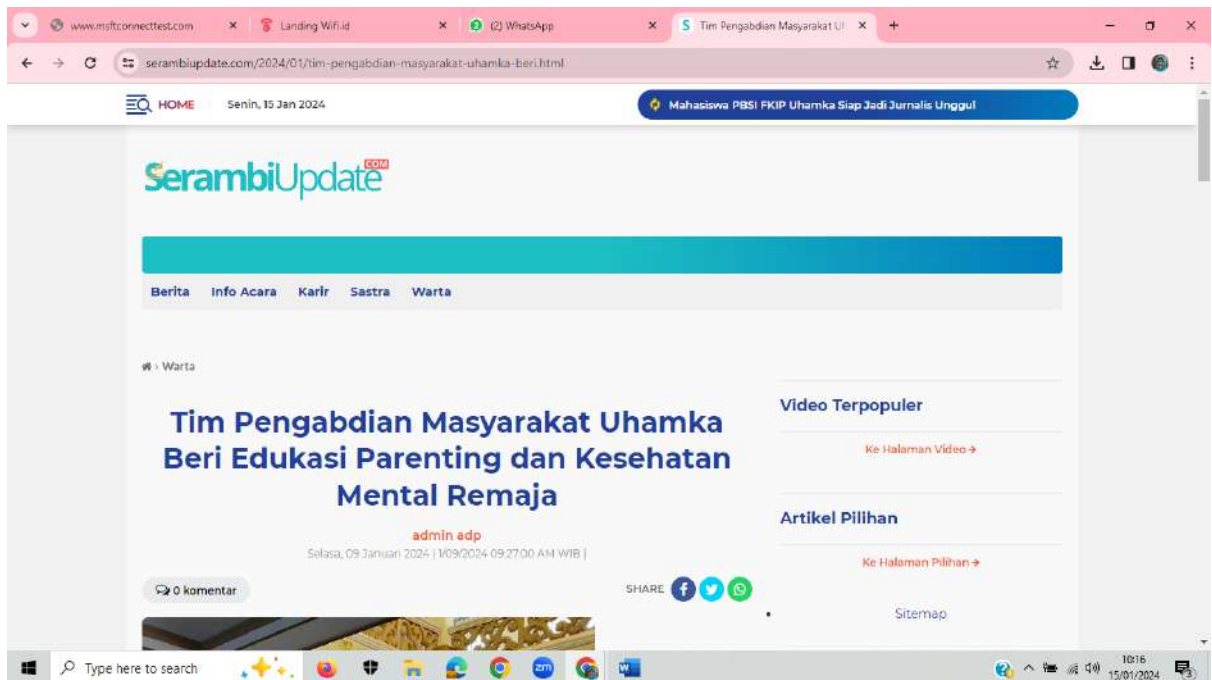 www.msftconnecttest.com
Landing Wifi.id
(2) WhatsApp
Tim Pengabdian Masyarakat U
serambiupdate.com/2024/01/tim-pengabdian-masyarakat-uhamka-beri.html
HOME
Senin, 15 Jan 2024
Mahasiswa PBSI FKIP Uhamka Siap Jadi Jurnalis Unggul
SerambiUpdate COM
Berita Info Acara Karir Sastra Warta
› Warta
Tim Pengabdian Masyarakat Uhamka
Beri Edukasi Parenting dan Kesehatan
Mental Remaja
admin adp
Selasa, 09 Januari 2024 | 1/09/2024 09:27:00 AM WIB |
0 komentar
SHARE
Video Terpopuler
Ke Halaman Video →
Artikel Pilihan
Ke Halaman Pilihan →
Sitemap
Type here to search
zm
10:16
15/01/2024